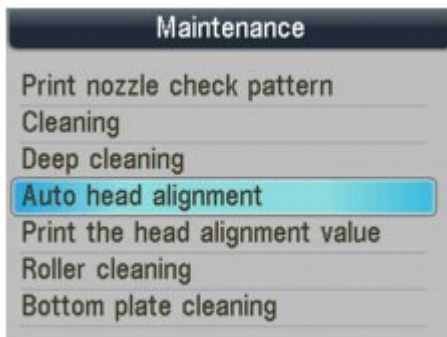 Maintenance
Print nozzle check pattern
Cleaning
Deep cleaning
Auto head alignment
Print the head alignment value
Roller cleaning
Bottom plate cleaning